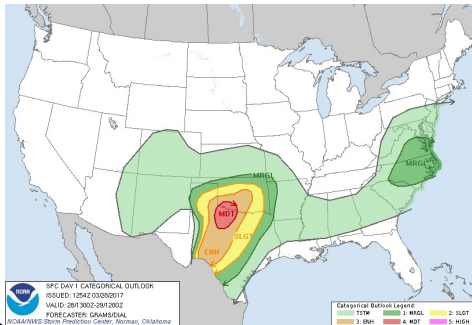 MRGL
MRGL
MDT
SLGT
ENH
NOAA
SPC DAY 1 CATEGORICAL OUTLOOK
ISSUED: 1254Z 03/28/2017
VALID: 28/1300Z-29/1200Z
FORECASTER: GRAMS/DIAL
NOAA/NWS Storm Prediction Center, Norman, Oklahoma
Categorical Outlook Legend:
TSTM 1: MRGL 2: SLGT
3: ENH 4: MDT 5: HIGH